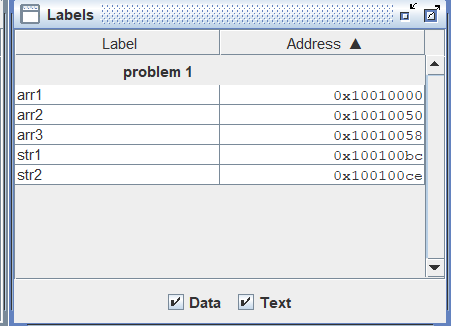 Labels
Label Address ▲
problem 1
arr1 0x10010000
arr2 0x10010050
arr3 0x10010058
str1 0x100100bc
str2 0x100100ce
Data Text